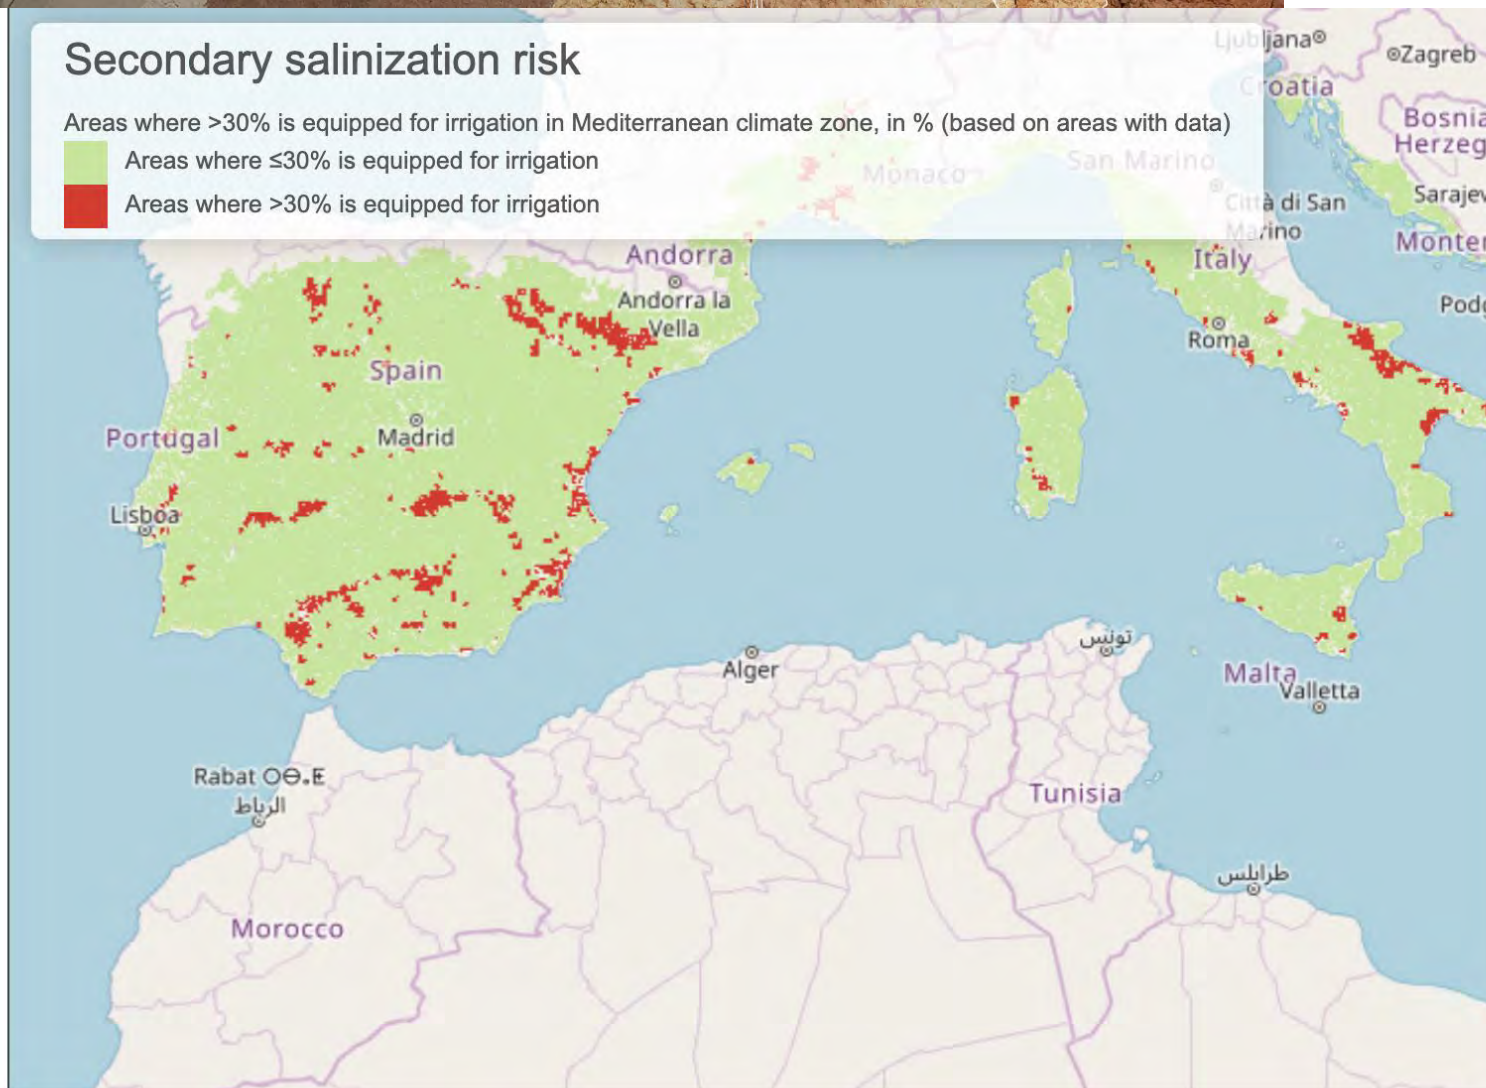 Secondary salinization risk
Areas where >30% is equipped for irrigation in Mediterranean climate zone, in % (based on areas with data)
Areas where ≤30% is equipped for irrigation
Areas where >30% is equipped for irrigation
Ljubljana
Zagreb
Croatia
Bosnia
Herzeg
Monaco
San Marino
Sarajev
Città di San
Marino
Monter
Andorra
Italy
Andorra la
Vella
Podg
Roma
Spain
Madrid
Portugal
Lisboa
تونس
Alger
Malta
Valletta
Rabat ⵔⴱⴰⵟ
الرباط
Tunisia
طرابلس
Morocco